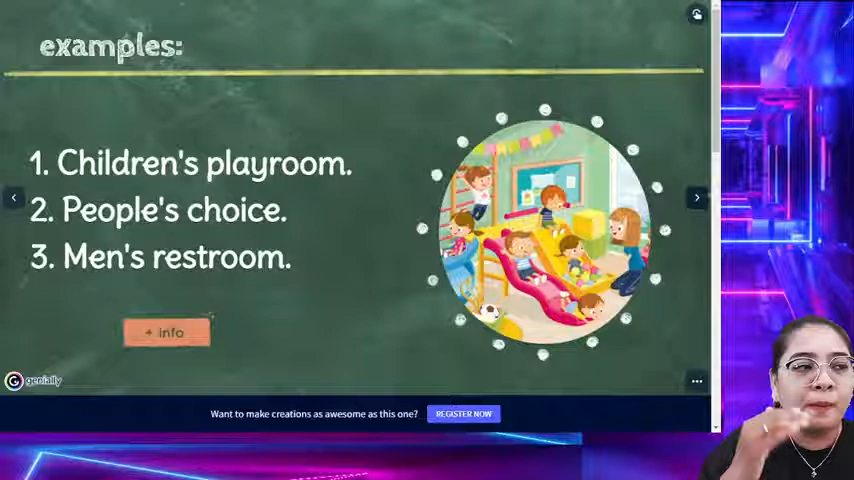 examples:
1. Children's playroom.
2. People's choice.
3. Men's restroom.
+ info
genially
Want to make creations as awesome as this one? REGISTER NOW